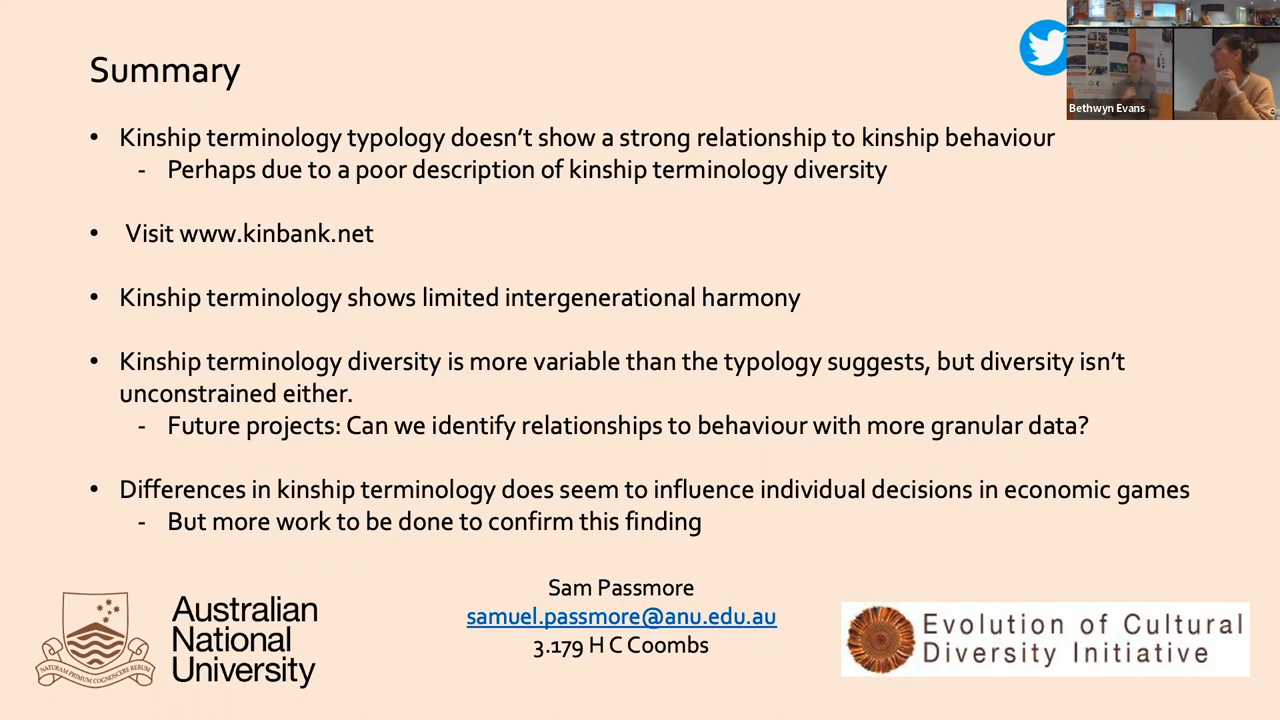 Summary
Bethwyn Evans
• Kinship terminology typology doesn't show a strong relationship to kinship behaviour
- Perhaps due to a poor description of kinship terminology diversity
• Visit www.kinbank.net
• Kinship terminology shows limited intergenerational harmony
• Kinship terminology diversity is more variable than the typology suggests, but diversity isn't
unconstrained either.
- Future projects: Can we identify relationships to behaviour with more granular data?
• Differences in kinship terminology does seem to influence individual decisions in economic games
- But more work to be done to confirm this finding
Sam Passmore
samuel.passmore@anu.edu.au
3.179 H C Coombs
NATURAM PRIMUM COGNOSCERE RERUM
Australian
National
University
Evolution of Cultural
Diversity Initiative